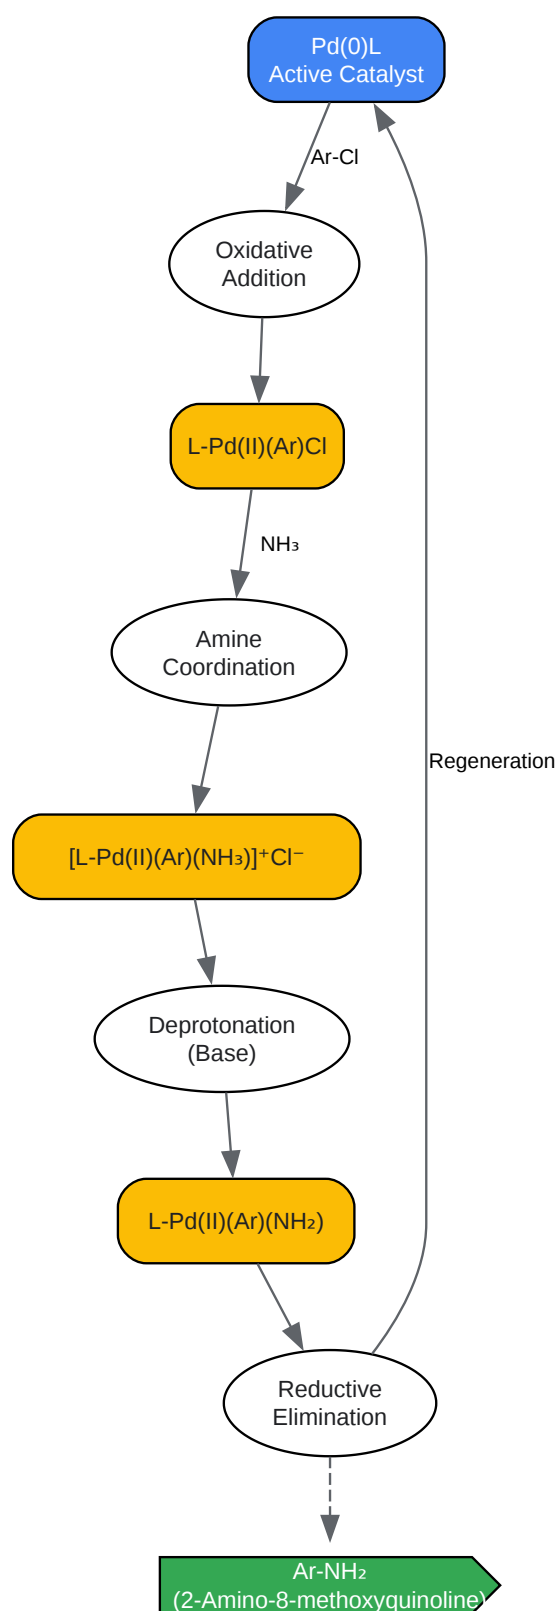 Pd(0)L
Active Catalyst
Ar-Cl
Oxidative
Addition
L-Pd(II)(Ar)Cl
NH₃
Amine
Coordination
Regeneration
[L-Pd(II)(Ar)(NH₃)]⁺Cl⁻
Deprotonation
(Base)
L-Pd(II)(Ar)(NH₂)
Reductive
Elimination
Ar-NH₂
(2-Amino-8-methoxyquinoline)